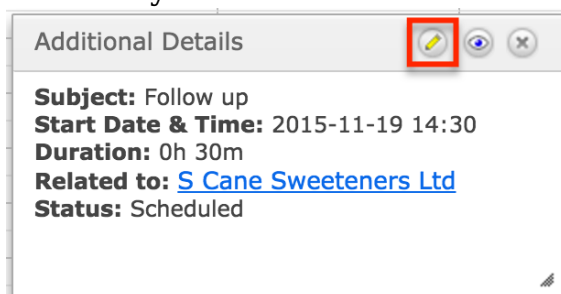 Additional Details
Subject: Follow up
Start Date & Time: 2015-11-19 14:30
Duration: 0h 30m
Related to: S Cane Sweeteners Ltd
Status: Scheduled